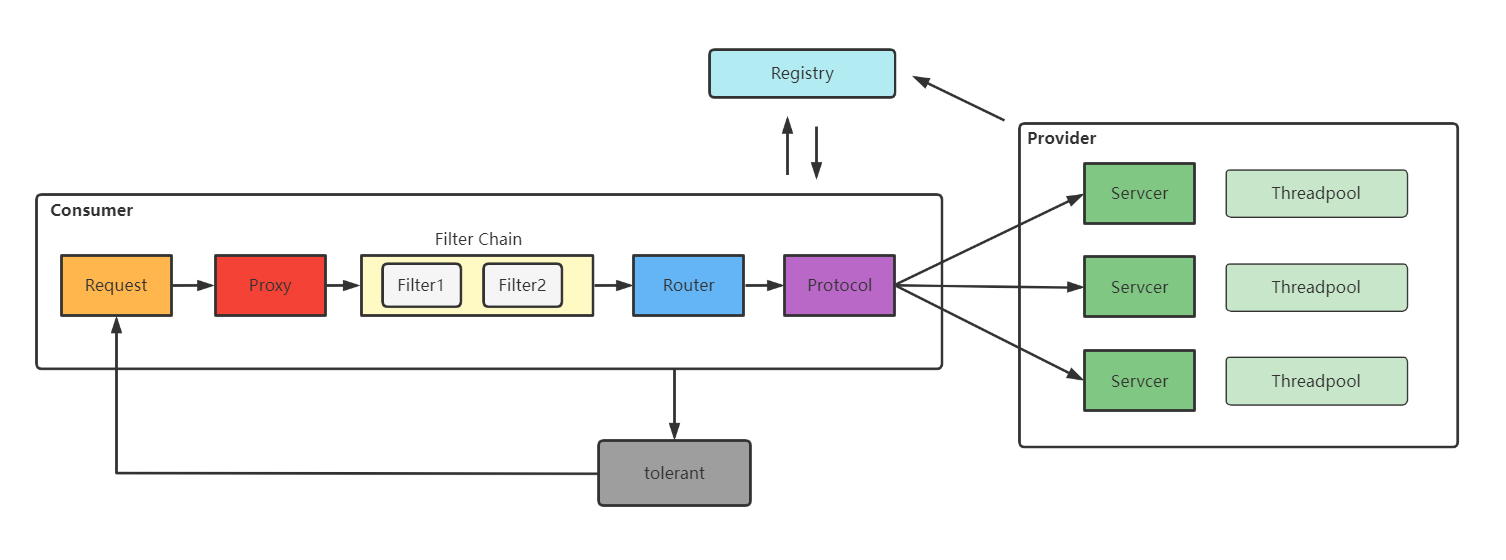 Registry
Provider
Servcer
Threadpool
Consumer
Filter Chain
Request
Proxy
Filter1
Filter2
Router
Protocol
Servcer
Threadpool
Servcer
Threadpool
tolerant